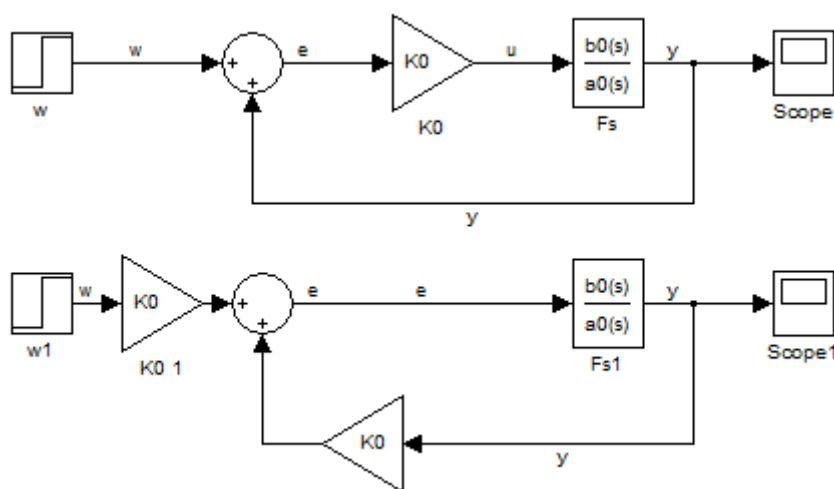 w e u y
+ K0 b0(s)
+ a0(s)
w K0 Fs Scope
y
w K0 + e e b0(s) y
+ a0(s)
w1 K0 1 Fs1 Scope1
K0 y